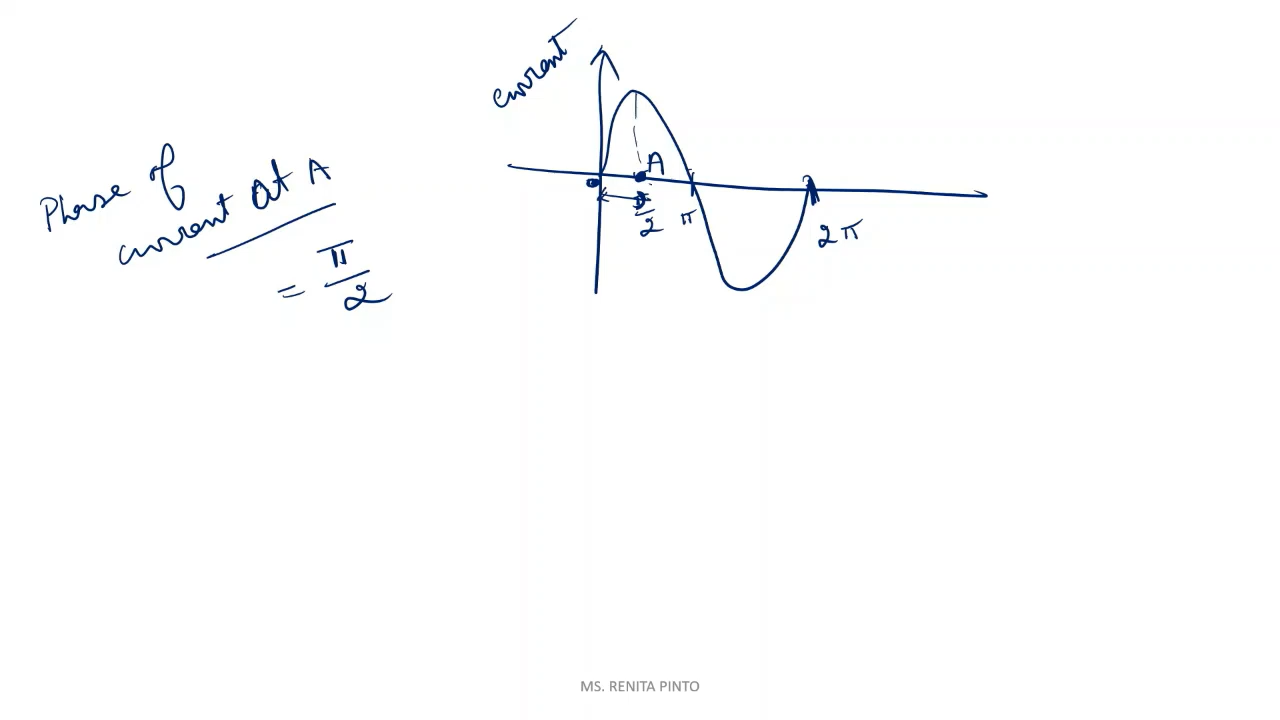 Phase of
current at A
= π/2
current
A
π/2
π
2π
MS. RENITA PINTO